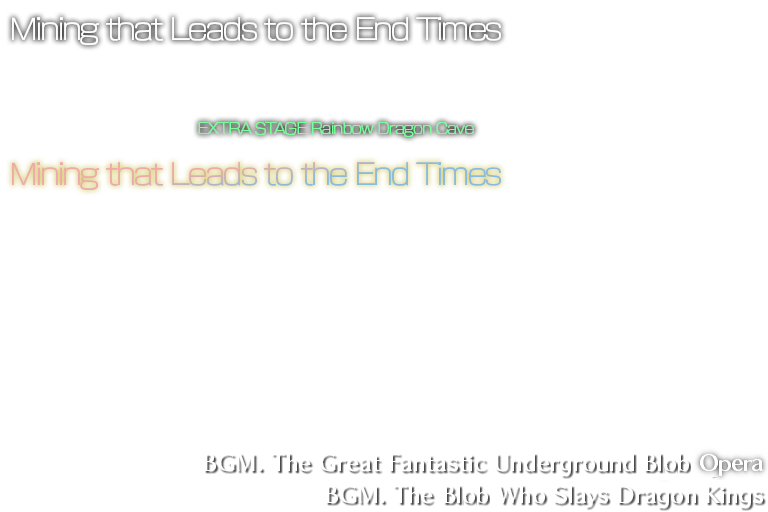 Mining that Leads to the End Times
EXTRA STAGE Rainbow Dragon Cave
Mining that Leads to the End Times
BGM. The Great Fantastic Underground Blob Opera
BGM. The Blob Who Slays Dragon Kings